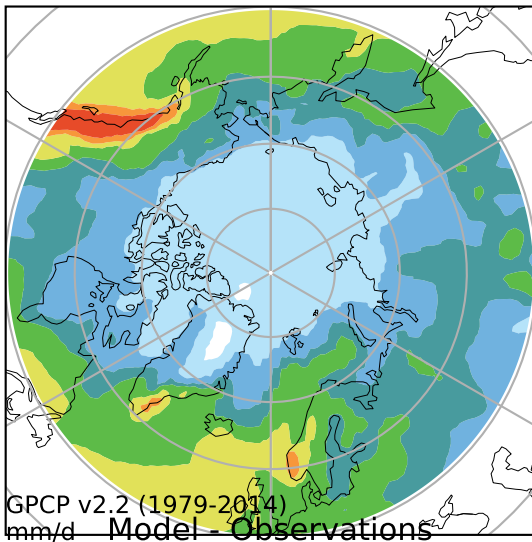 GPCP v2.2 (1979-2014)
mm/d Model - Observations